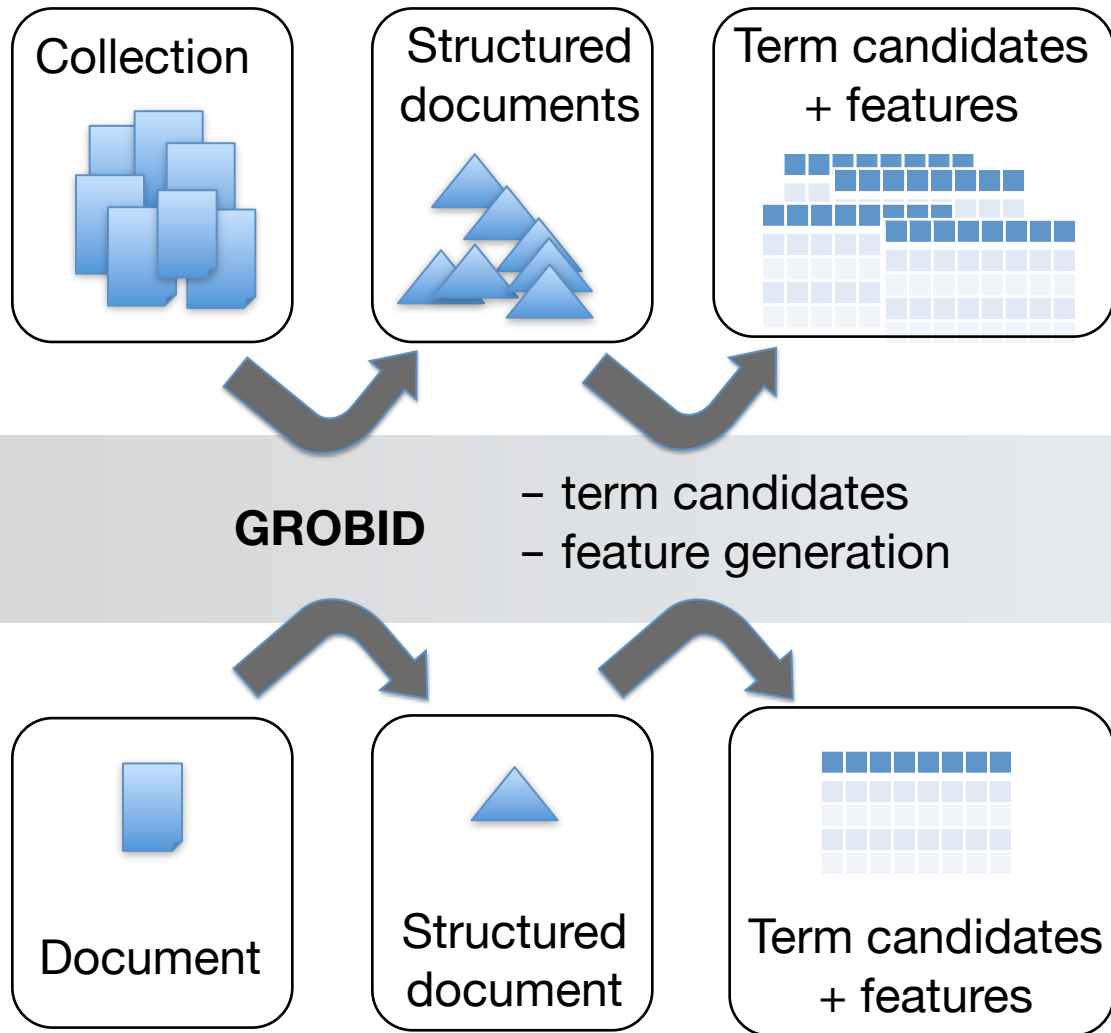 Collection
Structured
documents
Term candidates
+ features
GROBID
– term candidates
– feature generation
Document
Structured
document
Term candidates
+ features